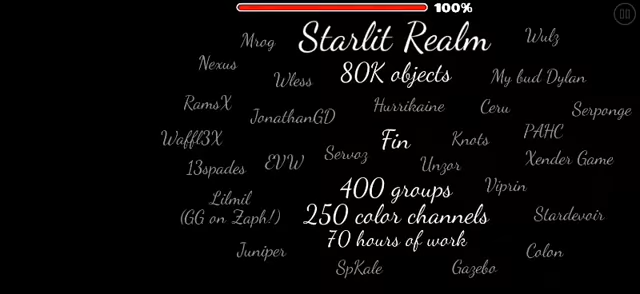 100%
Starlit Realm
Mrog
Wulz
Nexus
Wless
80K objects
My bud Dylan
RamsX
JonathanGD
Hurrikaine
Ceru
Serponge
Waffl3X
Fin
Knots
PAHC
13spades
EVW
Servoz
Unzor
Xender Game
400 groups
Viprin
Lilmil
(GG on Zaph!)
250 color channels
Stardevoir
70 hours of work
Juniper
Colon
SpKale
Gazebo